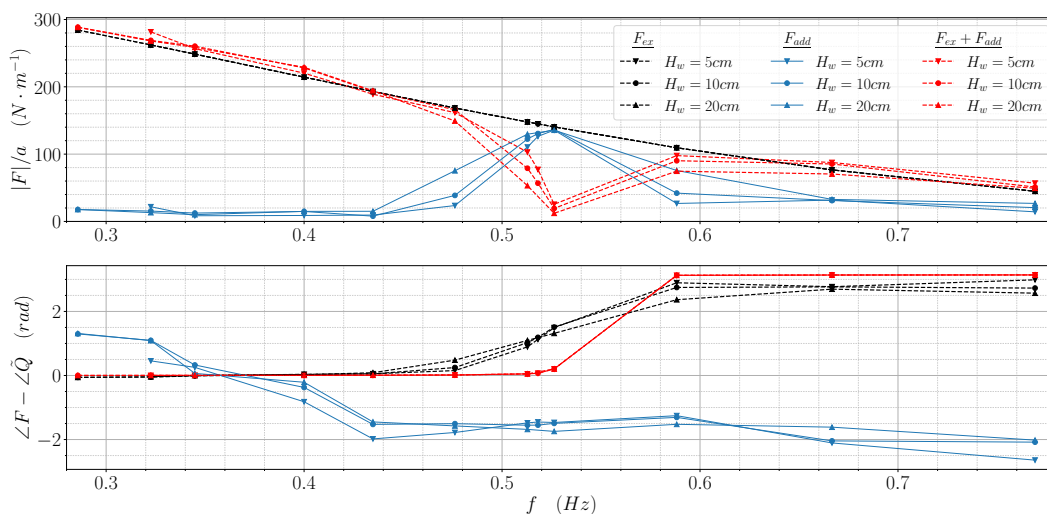 300
200
100
0
|F|/a (N · m⁻¹)
F_ex F_add F_ex + F_add
H_w = 5cm H_w = 5cm H_w = 5cm
H_w = 10cm H_w = 10cm H_w = 10cm
H_w = 20cm H_w = 20cm H_w = 20cm
0.3 0.4 0.5 0.6 0.7
2
0
−2
∠F − ∠Q̃ (rad)
0.3 0.4 0.5 0.6 0.7
f (Hz)